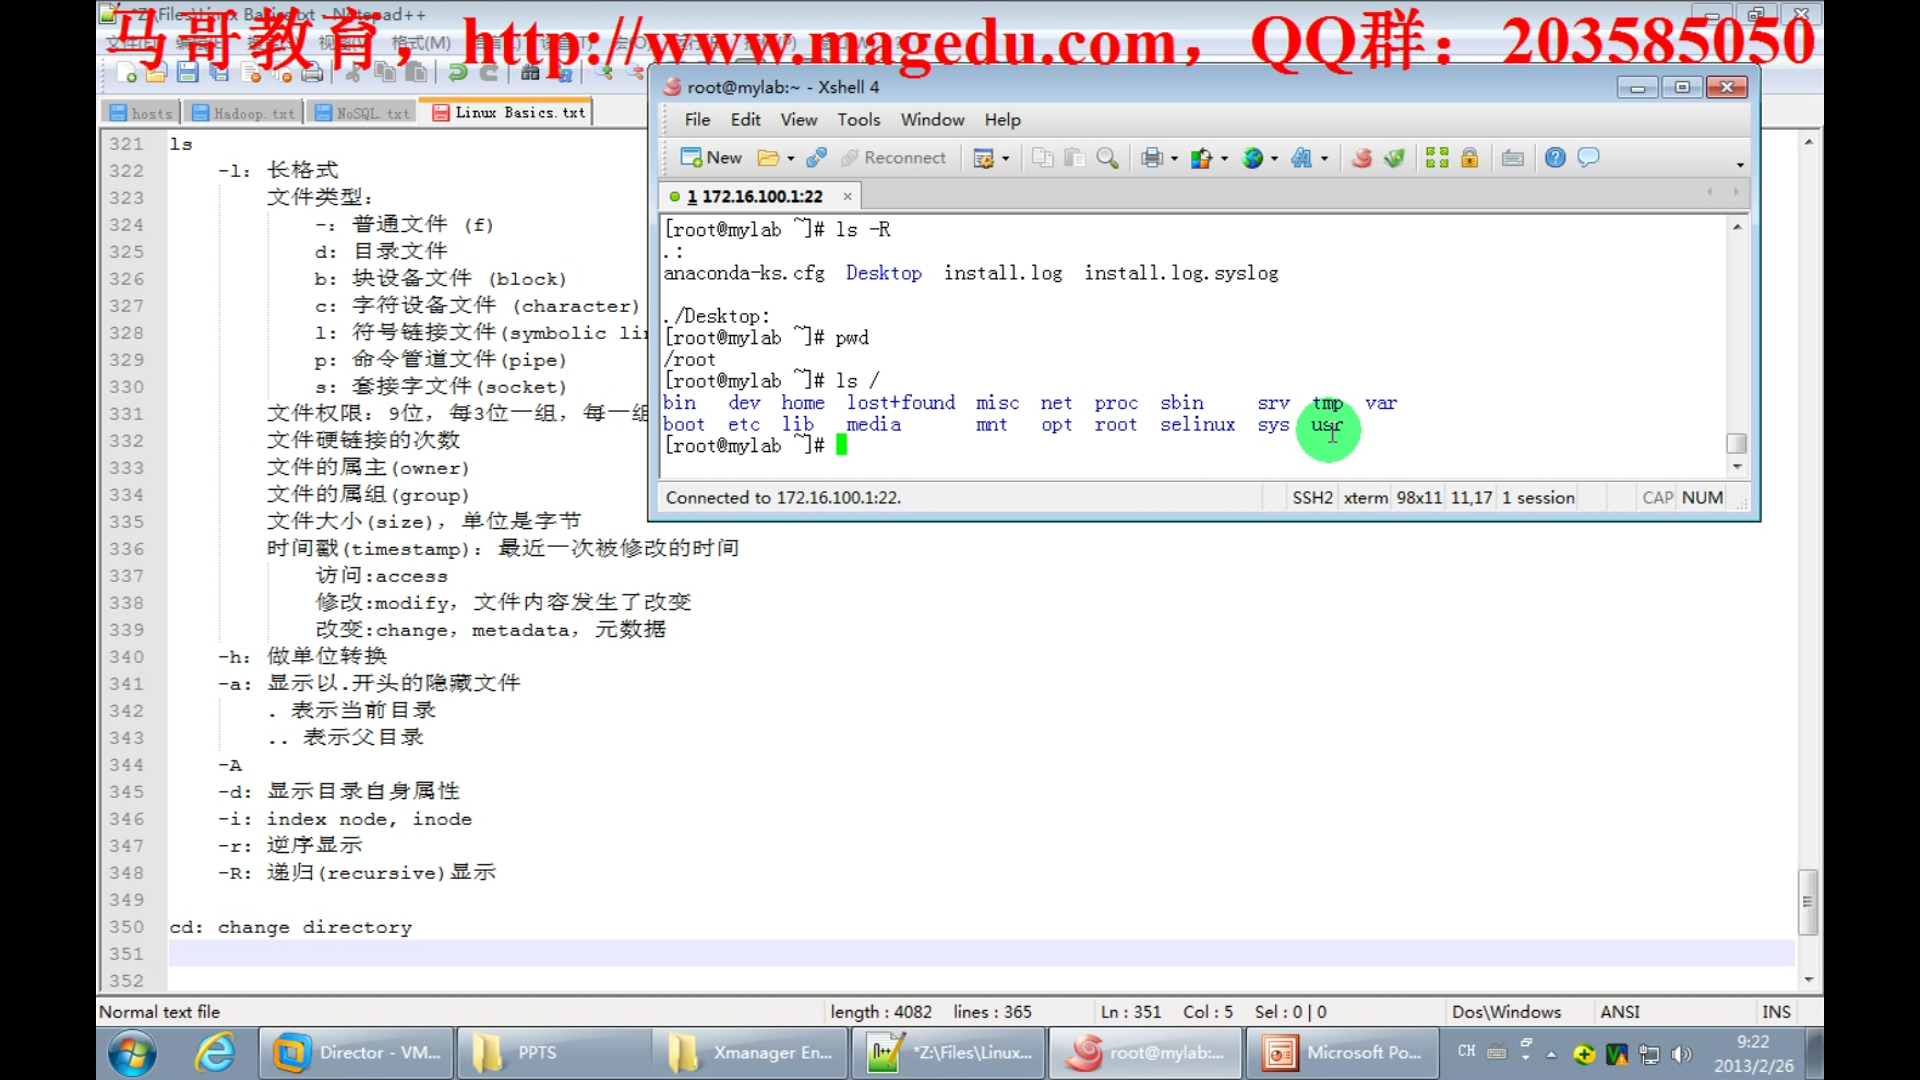 马哥教育，http://www.magedu.com，QQ群：203585050
hosts Hadoop.txt NoSQL.txt Linux Basics.txt
321 ls
322 -l: 长格式
323 文件类型:
324 -: 普通文件 (f)
325 d: 目录文件
326 b: 块设备文件 (block)
327 c: 字符设备文件 (character)
328 l: 符号链接文件(symbolic li
329 p: 命令管道文件(pipe)
330 s: 套接字文件(socket)
331 文件权限: 9位, 每3位一组, 每一组
332 文件硬链接的次数
333 文件的属主(owner)
334 文件的属组(group)
335 文件大小(size), 单位是字节
336 时间戳(timestamp): 最近一次被修改的时间
337 访问:access
338 修改:modify, 文件内容发生了改变
339 改变:change, metadata, 元数据
340 -h: 做单位转换
341 -a: 显示以.开头的隐藏文件
342 . 表示当前目录
343 .. 表示父目录
344 -A
345 -d: 显示目录自身属性
346 -i: index node, inode
347 -r: 逆序显示
348 -R: 递归(recursive)显示
349
350 cd: change directory
351
352
root@mylab:~ - Xshell 4
File Edit View Tools Window Help
New Reconnect
1 172.16.100.1:22
[root@mylab ~]# ls -R
.:
anaconda-ks.cfg Desktop install.log install.log.syslog
./Desktop:
[root@mylab ~]# pwd
/root
[root@mylab ~]# ls /
bin dev home lost+found misc net proc sbin srv tmp var
boot etc lib media mnt opt root selinux sys usr
[root@mylab ~]#
Connected to 172.16.100.1:22. SSH2 xterm 98x11 11,17 1 session CAP NUM
Normal text file length : 4082 lines : 365 Ln : 351 Col : 5 Sel : 0 | 0 Dos\Windows ANSI INS
Director - VM... PPTS Xmanager En... *Z:\Files\Linux... root@mylab:... Microsoft Po... CH 9:22
2013/2/26